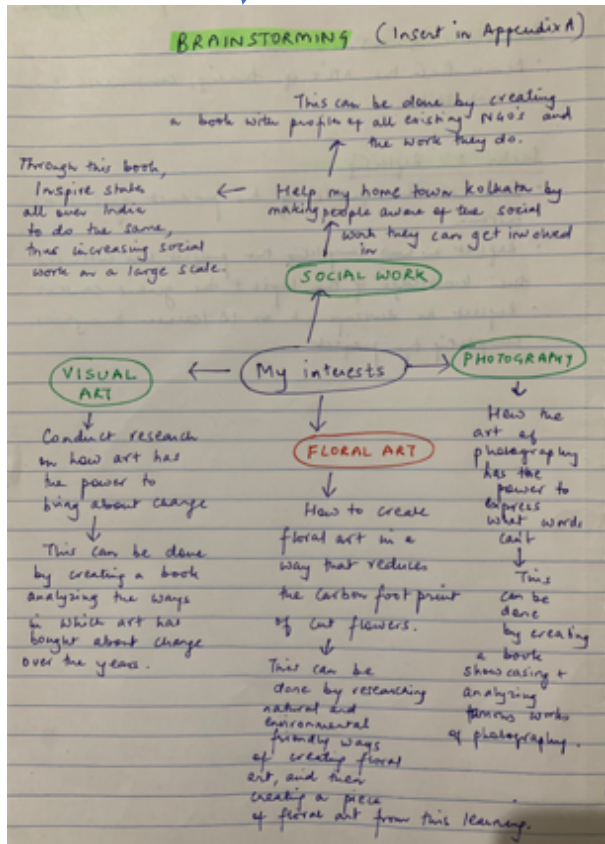 BRAINSTORMING (Insert in Appendix A)
This can be done by creating
a book with profiles of all existing NGO's and
the work they do.
Through this book,
Inspire states
all over India
to do the same,
thus increasing social
work on a large scale.
Help my home town Kolkata by
making people aware of the social
work they can get involved
in
SOCIAL WORK
My interests
VISUAL
ART
Conduct research
on how art has
the power to
bring about change
This can be done
by creating a book
analyzing the ways
in which art has
bought about change
over the years.
FLORAL ART
How to create
floral art in a
way that reduces
the carbon foot print
of cut flowers.
This can be
done by researching
natural and
environmental
friendly ways
of creating floral
art, and then
creating a piece
of floral art from this learning.
PHOTOGRAPHY
How the
art of
photography
has the
power to
express
what words
can't
This
can be
done
by creating
a book
showcasing +
analyzing
famous works
of photography.